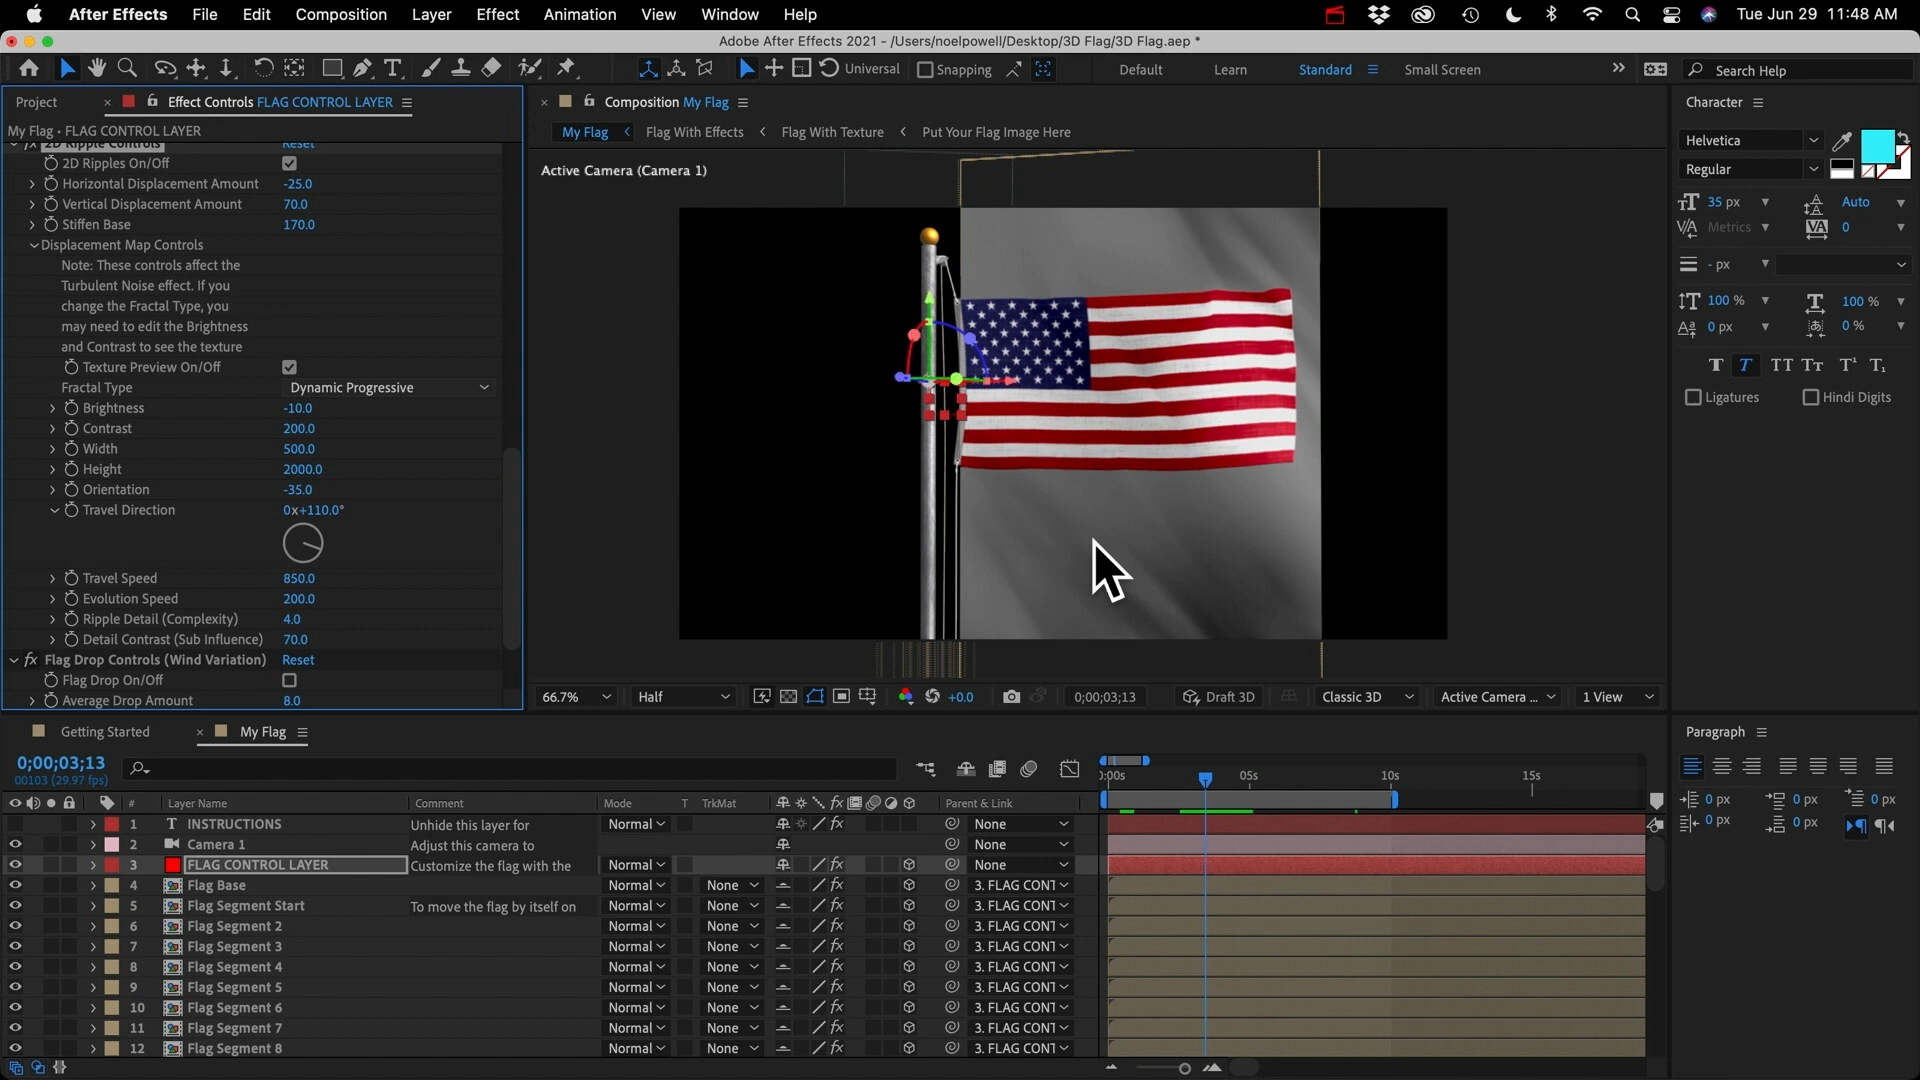 After Effects File Edit Composition Layer Effect Animation View Window Help Tue Jun 29 11:48 AM
Adobe After Effects 2021 - /Users/noelpowell/Desktop/3D Flag/3D Flag.aep *
Universal Snapping Default Learn Standard Small Screen Search Help
Project Effect Controls FLAG CONTROL LAYER
My Flag • FLAG CONTROL LAYER
2D Ripple Controls Reset
2D Ripples On/Off
Horizontal Displacement Amount -25.0
Vertical Displacement Amount 70.0
Stiffen Base 170.0
Displacement Map Controls
Note: These controls affect the
Turbulent Noise effect. If you
change the Fractal Type, you
may need to edit the Brightness
and Contrast to see the texture
Texture Preview On/Off
Fractal Type Dynamic Progressive
Brightness -10.0
Contrast 200.0
Width 500.0
Height 2000.0
Orientation -35.0
Travel Direction 0x+110.0°
Travel Speed 850.0
Evolution Speed 200.0
Ripple Detail (Complexity) 4.0
Detail Contrast (Sub Influence) 70.0
fx Flag Drop Controls (Wind Variation) Reset
Flag Drop On/Off
Average Drop Amount 8.0
Composition My Flag
My Flag Flag With Effects Flag With Texture Put Your Flag Image Here
Active Camera (Camera 1)
66.7% Half +0.0 0;00;03;13 Draft 3D Classic 3D Active Camera ... 1 View
Character
Helvetica
Regular
35 px Auto
Metrics 0
- px
100 % 100 %
0 px 0 %
T T TT Tt T¹ T₁
Ligatures Hindi Digits
Paragraph
0 px 0 px 0 px
0 px 0 px
Getting Started My Flag
0;00;03;13
00103 (29.97 fps)
):00s 05s 10s 15s
# Layer Name Comment Mode T TrkMat Parent & Link
1 T INSTRUCTIONS Unhide this layer for Normal None
2 Camera 1 Adjust this camera to None
3 FLAG CONTROL LAYER Customize the flag with the Normal None
4 Flag Base Normal None 3. FLAG CONT
5 Flag Segment Start To move the flag by itself on Normal None 3. FLAG CONT
6 Flag Segment 2 Normal None 3. FLAG CONT
7 Flag Segment 3 Normal None 3. FLAG CONT
8 Flag Segment 4 Normal None 3. FLAG CONT
9 Flag Segment 5 Normal None 3. FLAG CONT
10 Flag Segment 6 Normal None 3. FLAG CONT
11 Flag Segment 7 Normal None 3. FLAG CONT
12 Flag Segment 8 Normal None 3. FLAG CONT